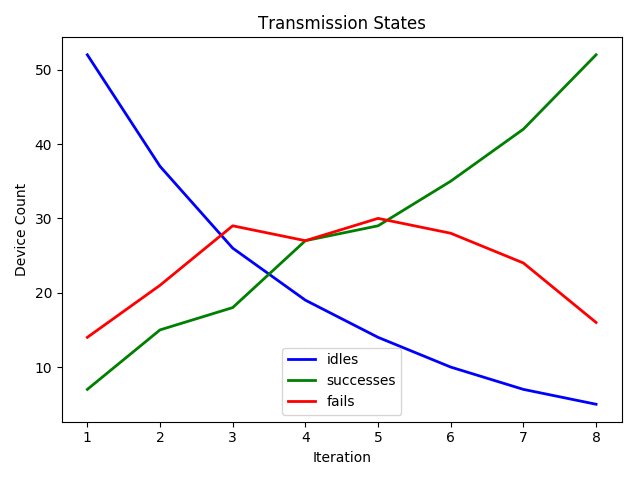 Transmission States
Device Count
50
40
30
20
10
idles
successes
fails
1 2 3 4 5 6 7 8
Iteration